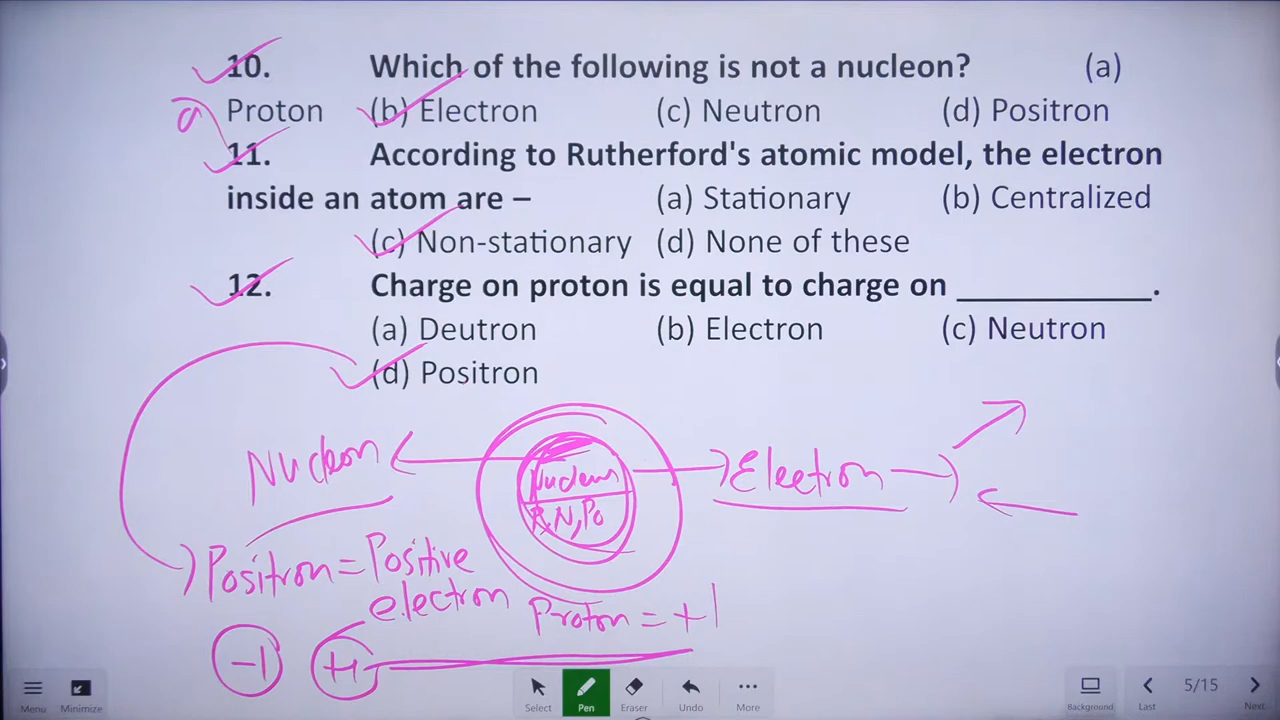 10. Which of the following is not a nucleon? (a)
Proton (b) Electron (c) Neutron (d) Positron
11. According to Rutherford's atomic model, the electron
inside an atom are – (a) Stationary (b) Centralized
(c) Non-stationary (d) None of these
12. Charge on proton is equal to charge on __________.
(a) Deutron (b) Electron (c) Neutron
(d) Positron
Nucleon
Nucleus
P, N, Po
Electron
Positron = Positive
electron
Proton = +1
-1 +1
Menu Minimize Select Pen Eraser Undo More Background Last 5/15 Next